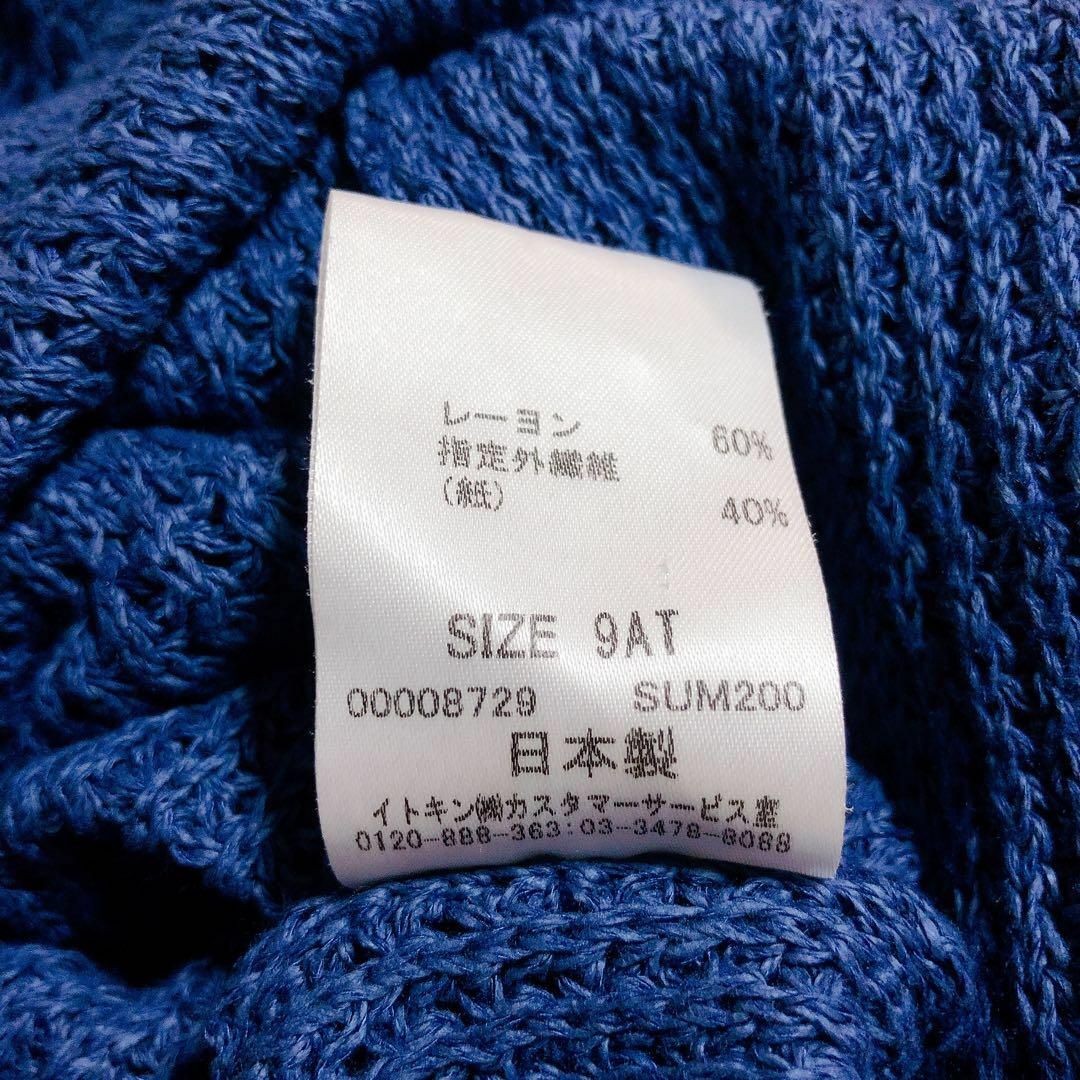 レーヨン 60%
指定外繊維
(紙) 40%
SIZE 9AT
00008729 SUM200
日本製
イトキン㈱カスタマーサービス室
0120-888-363:03-3478-8088